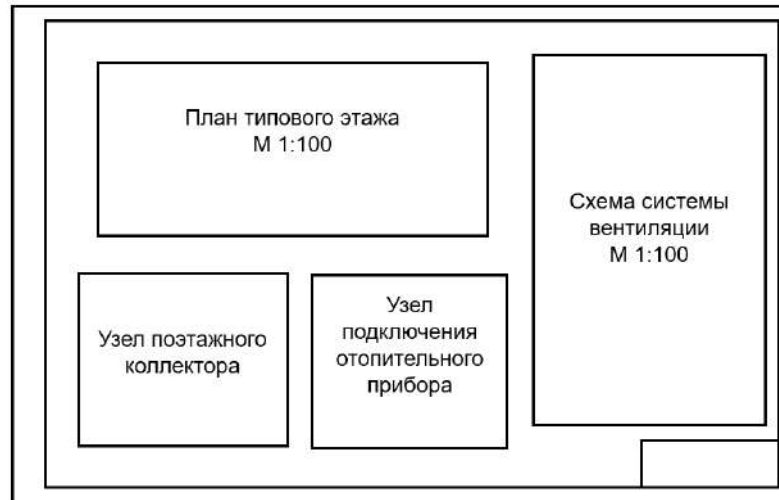 План типового этажа
М 1:100
Схема системы
вентиляции
М 1:100
Узел поэтажного
коллектора
Узел
подключения
отопительного
прибора